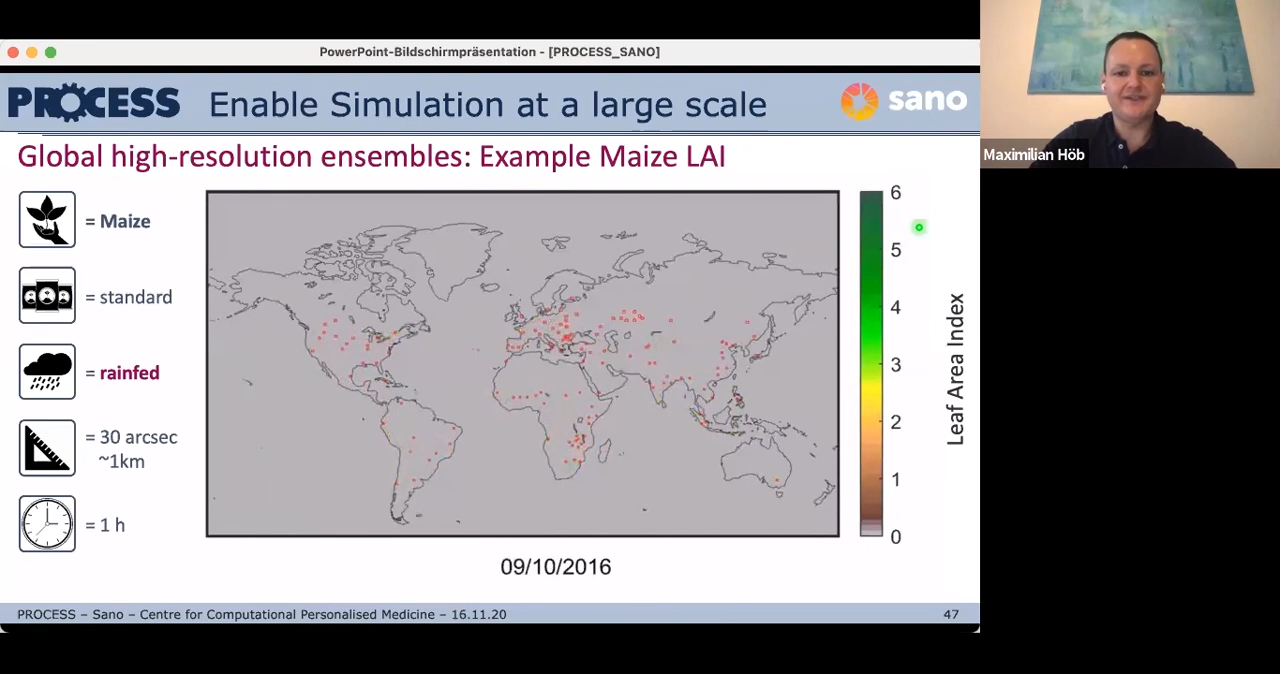 PowerPoint-Bildschirmpräsentation - [PROCESS_SANO]
PROCESS
Enable Simulation at a large scale
sano
Global high-resolution ensembles: Example Maize LAI
= Maize
= standard
= rainfed
= 30 arcsec
~1km
= 1 h
6
5
4
3
2
1
0
Leaf Area Index
09/10/2016
PROCESS – Sano – Centre for Computational Personalised Medicine – 16.11.20
47
Maximilian Höb